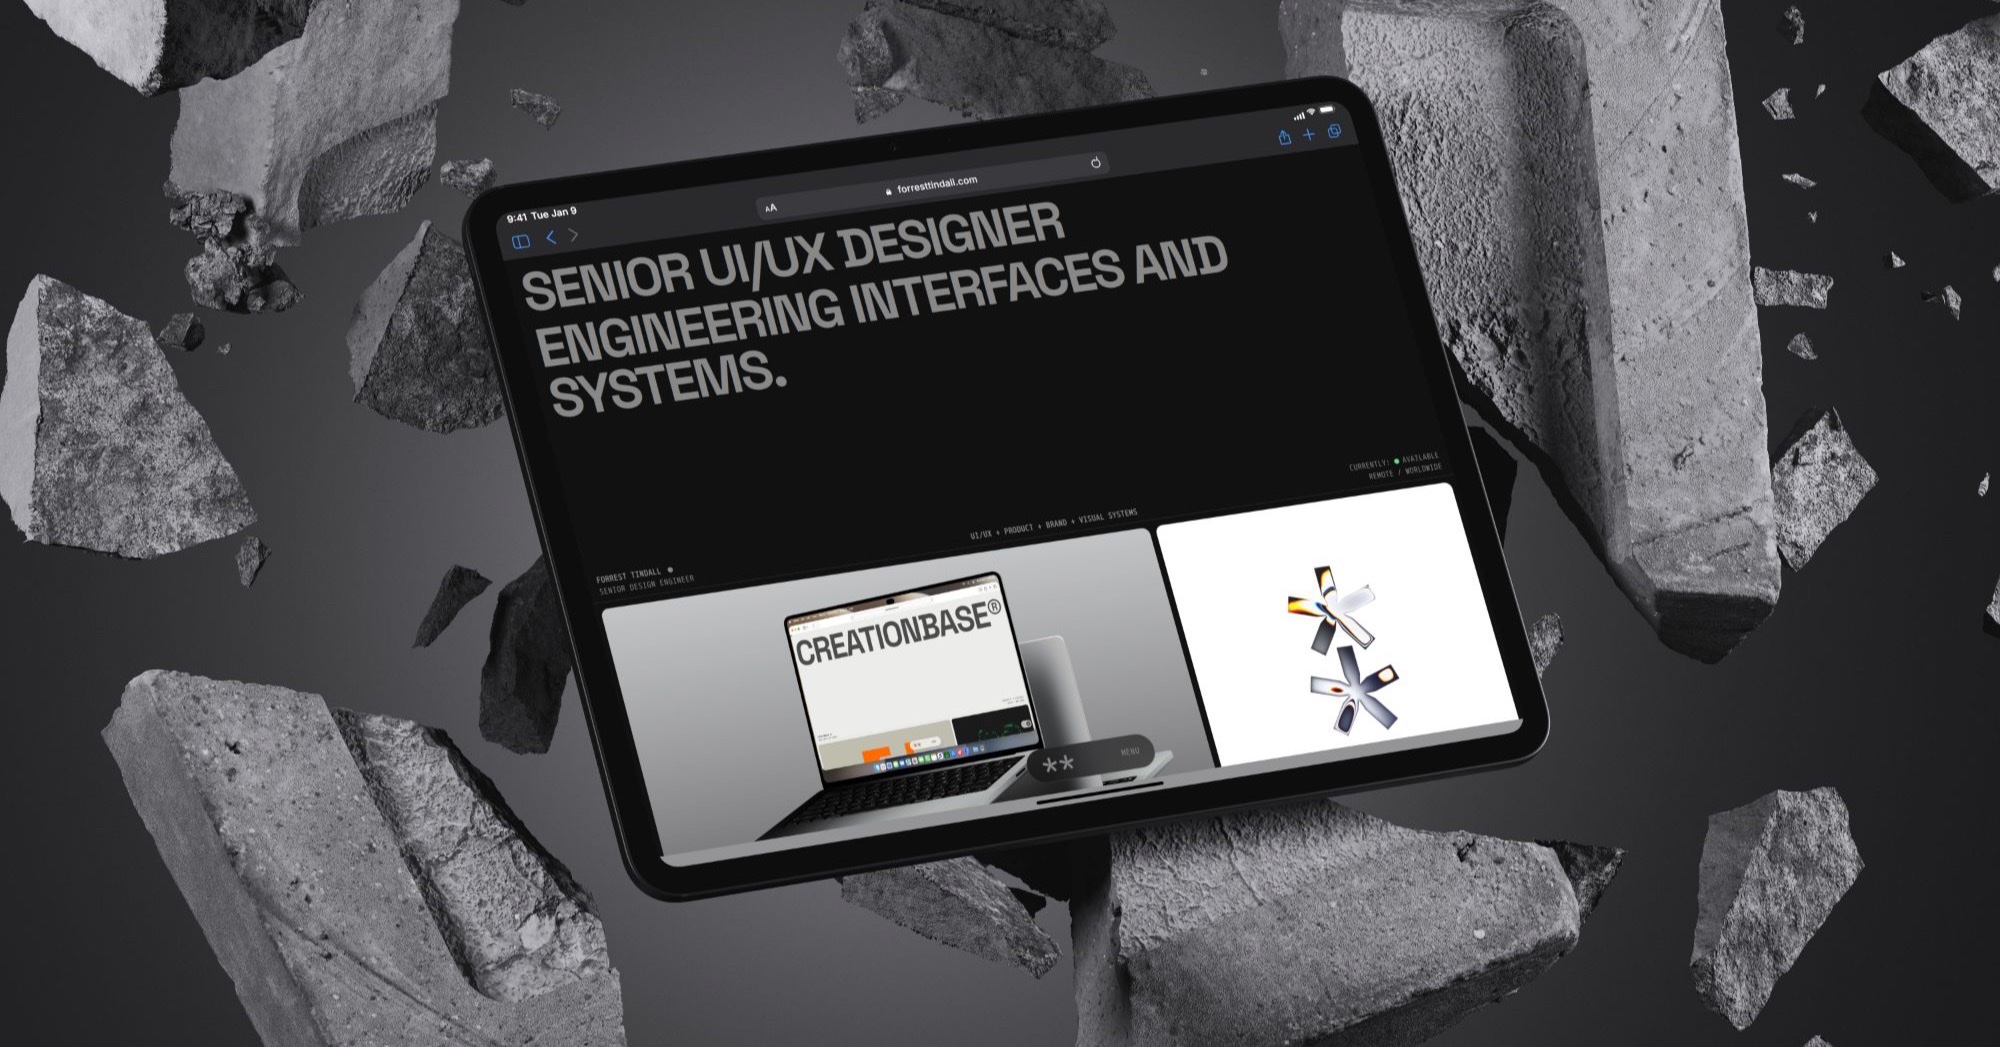 9:41 Tue Jan 9
AA
forresttindall.com
SENIOR UI/UX DESIGNER
ENGINEERING INTERFACES AND
SYSTEMS.
CURRENTLY: AVAILABLE
REMOTE / WORLDWIDE
UI/UX + PRODUCT + BRAND + VISUAL SYSTEMS
FORREST TINDALL
SENIOR DESIGN ENGINEER
CREATIONBASE®
** MENU